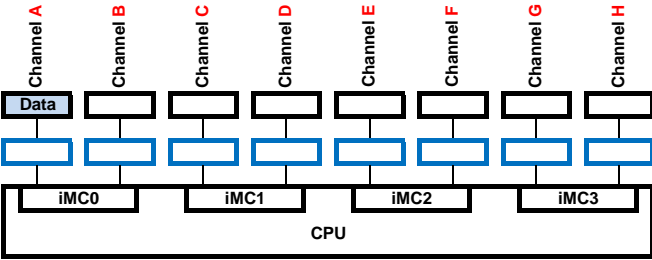 Channel A
Channel B
Channel C
Channel D
Channel E
Channel F
Channel G
Channel H
Data
iMC0
iMC1
iMC2
iMC3
CPU